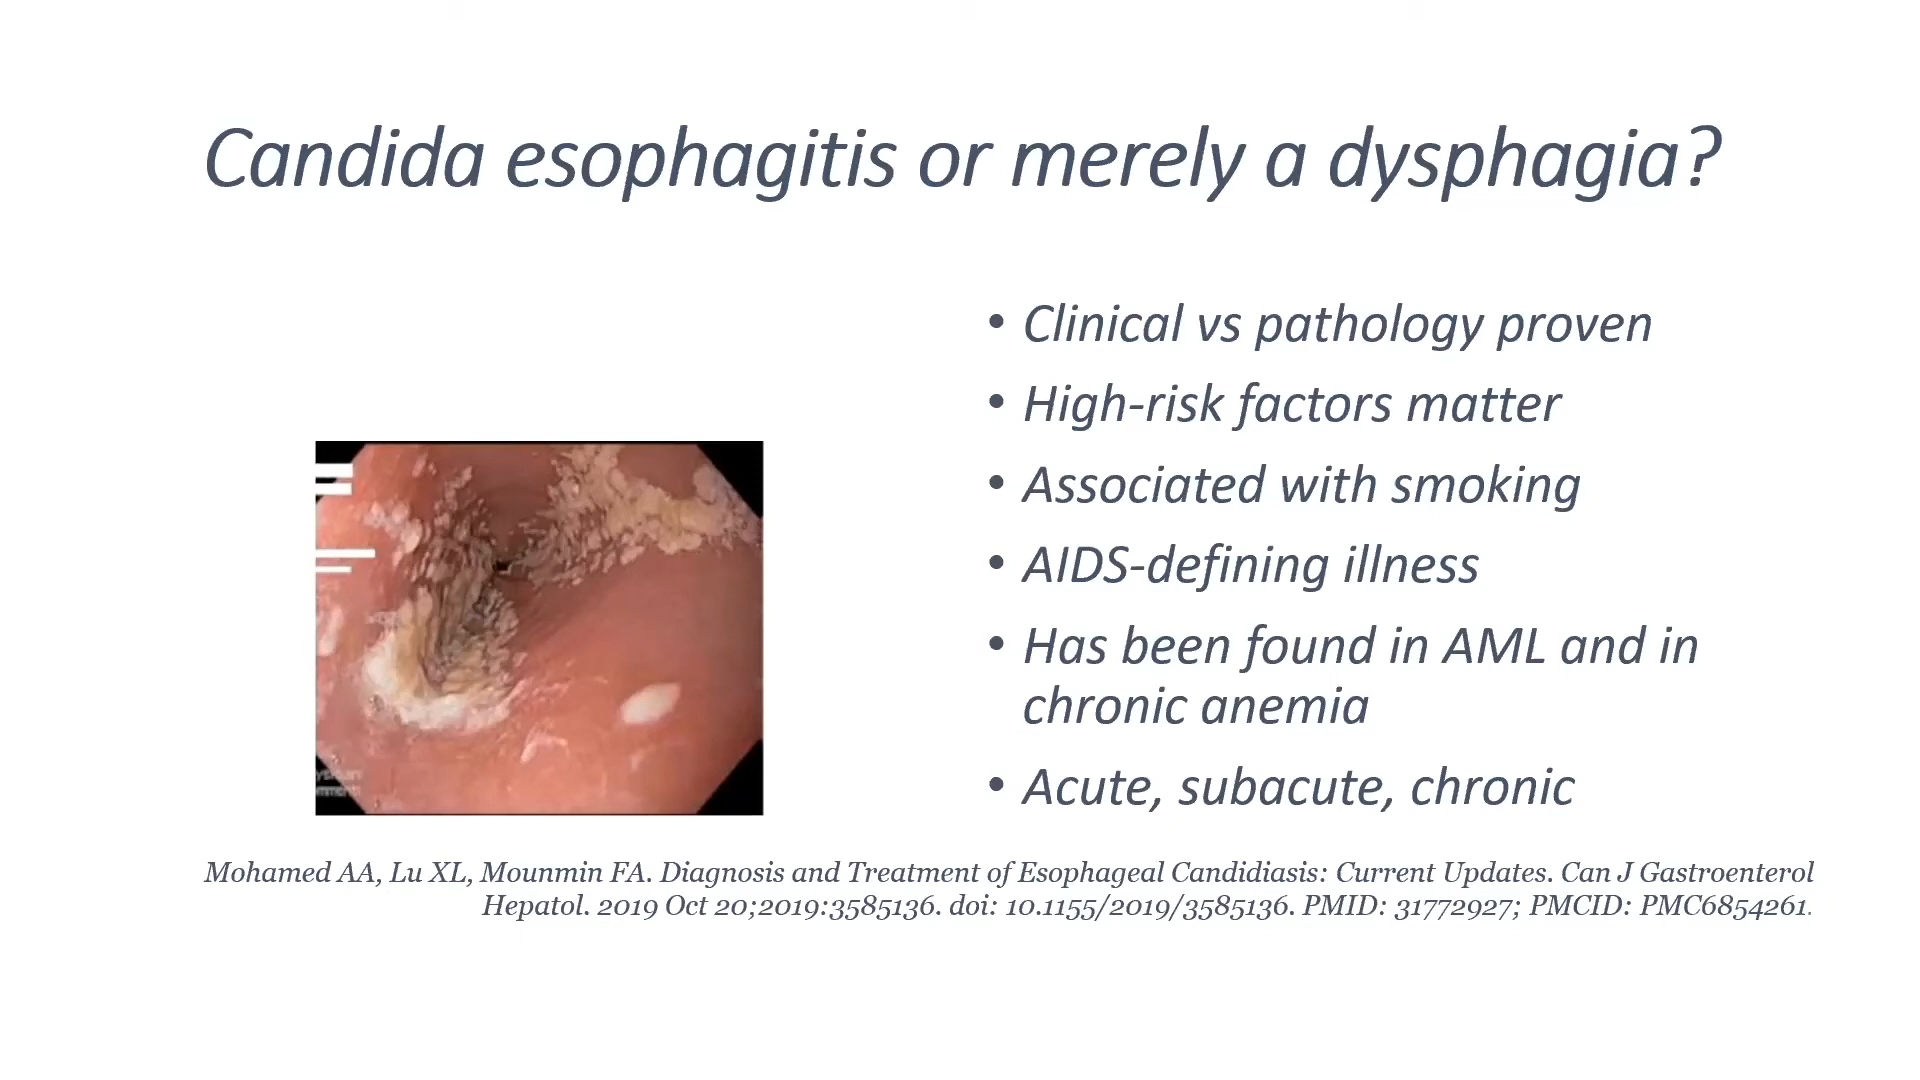 Candida esophagitis or merely a dysphagia?
• Clinical vs pathology proven
• High-risk factors matter
• Associated with smoking
• AIDS-defining illness
• Has been found in AML and in
chronic anemia
• Acute, subacute, chronic
Mohamed AA, Lu XL, Mounmin FA. Diagnosis and Treatment of Esophageal Candidiasis: Current Updates. Can J Gastroenterol
Hepatol. 2019 Oct 20;2019:3585136. doi: 10.1155/2019/3585136. PMID: 31772927; PMCID: PMC6854261.